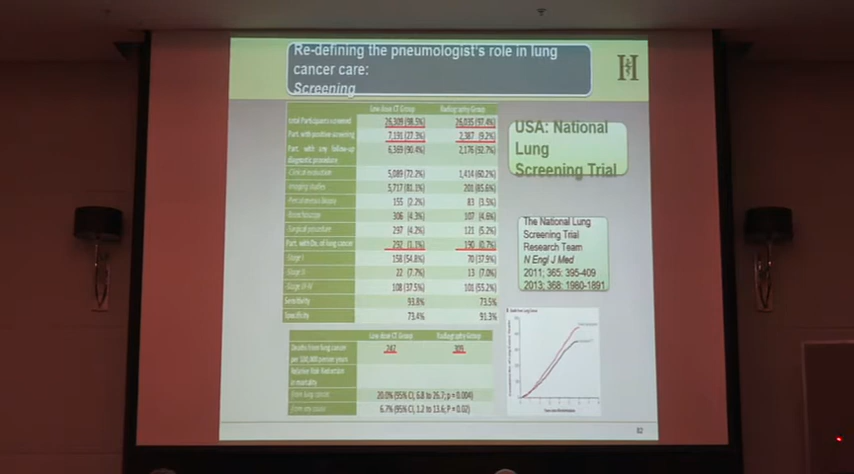 Re-defining the pneumologist's role in lung
cancer care:
Screening
H
Low dose CT Group Radiography Group
Total Participants screened 26,309 (98.5%) 26,035 (97.4%)
Part. with positive screening 7,191 (27.3%) 2,387 (9.2%)
Part. with any follow-up 6,369 (90.4%) 2,176 (92.7%)
diagnostic procedure
-Clinical evaluation 5,089 (72.2%) 1,414 (60.2%)
-Imaging studies 5,717 (81.1%) 201 (85.6%)
-Percutaneous biopsy 155 (2.2%) 83 (3.5%)
-Bronchoscopy 306 (4.3%) 107 (4.6%)
-Surgical procedure 297 (4.2%) 121 (5.2%)
Part. with Dx. of lung cancer 292 (1.1%) 190 (0.7%)
-Stage I 158 (54.8%) 70 (37.9%)
-Stage II 22 (7.7%) 13 (7.0%)
-Stage III-IV 108 (37.5%) 101 (55.2%)
Sensitivity 93.8% 73.5%
Specificity 73.4% 91.3%
Low dose CT Group Radiography Group
Deaths from lung cancer 247 309
per 100,000 person years
Relative Risk Reduction
in mortality
-from lung cancer 20.0% (95% CI; 6.8 to 26.7; p = 0.004)
-from any cause 6.7% (95% CI, 1.2 to 13.6; P = 0.02)
USA: National
Lung
Screening Trial
The National Lung
Screening Trial
Research Team
N Engl J Med
2011; 365: 395-409
2013; 368: 1980-1891
82